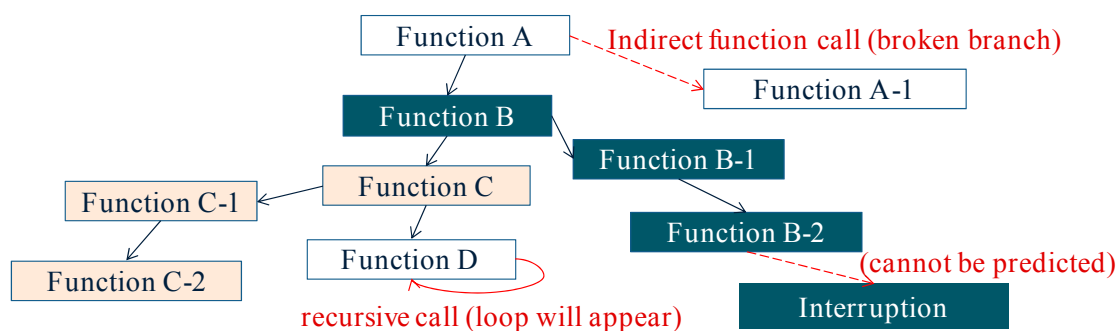 Function A
Indirect function call (broken branch)
Function A-1
Function B
Function B-1
Function C
Function C-1
Function B-2
Function D
Function C-2
(cannot be predicted)
Interruption
recursive call (loop will appear)